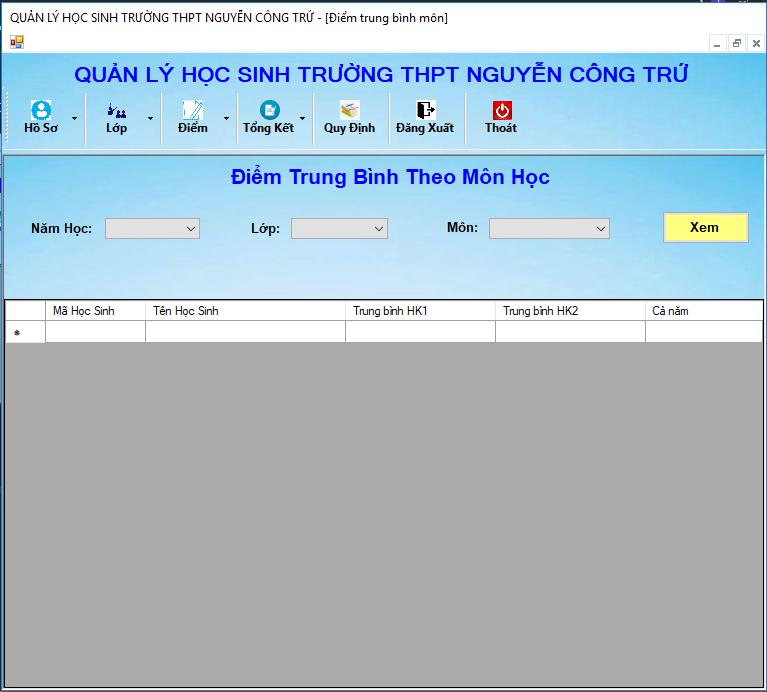 QUẢN LÝ HỌC SINH TRƯỜNG THPT NGUYỄN CÔNG TRỨ - [Điểm trung bình môn]
QUẢN LÝ HỌC SINH TRƯỜNG THPT NGUYỄN CÔNG TRỨ
Hồ Sơ Lớp Điểm Tổng Kết Quy Định Đăng Xuất Thoát
Điểm Trung Bình Theo Môn Học
Năm Học: Lớp: Môn: Xem
Mã Học Sinh Tên Học Sinh Trung bình HK1 Trung bình HK2 Cả năm